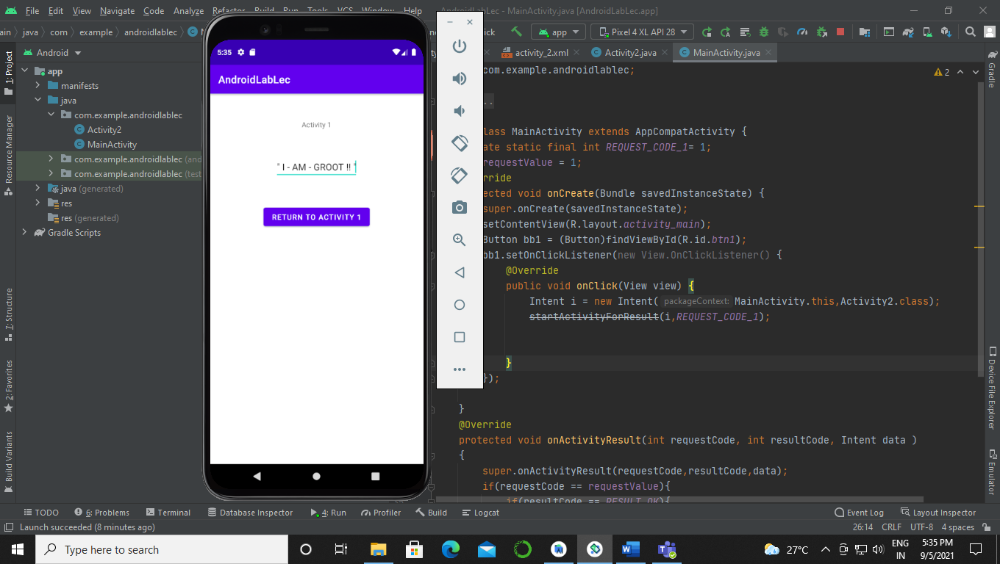 File Edit View Navigate Code Analyze Refactor Build Run Tools VCS Window Help AndroidLabLec - MainActivity.java [AndroidLabLec.app]
ain java com example androidlablec
app Pixel 4 XL API 28
Android
activity_2.xml Activity2.java MainActivity.java
1: Project
Resource Manager
7: Structure
2: Favorites
Build Variants
app
manifests
java
com.example.androidlablec
Activity2
MainActivity
com.example.androidlablec (and
com.example.androidlablec (test
java (generated)
res
res (generated)
Gradle Scripts
5:35
AndroidLabLec
Activity 1
" I - AM - GROOT !! "
RETURN TO ACTIVITY 1
com.example.androidlablec;
2
..
lass MainActivity extends AppCompatActivity {
ate static final int REQUEST_CODE_1= 1;
requestValue = 1;
rride
ected void onCreate(Bundle savedInstanceState) {
super.onCreate(savedInstanceState);
setContentView(R.layout.activity_main);
Button bb1 = (Button)findViewById(R.id.btn1);
bb1.setOnClickListener(new View.OnClickListener() {
@Override
public void onClick(View view) {
Intent i = new Intent( packageContext: MainActivity.this,Activity2.class);
startActivityForResult(i,REQUEST_CODE_1);
}
});
}
@Override
protected void onActivityResult(int requestCode, int resultCode, Intent data )
{
super.onActivityResult(requestCode,resultCode,data);
if(requestCode == requestValue){
if(resultCode == RESULT_OK){
Gradle
Device File Explorer
Emulator
TODO 6: Problems Terminal Database Inspector 4: Run Profiler Build Logcat Event Log Layout Inspector
Launch succeeded (8 minutes ago) 26:14 CRLF UTF-8 4 spaces
Type here to search
27°C
ENG
IN
5:35 PM
9/5/2021